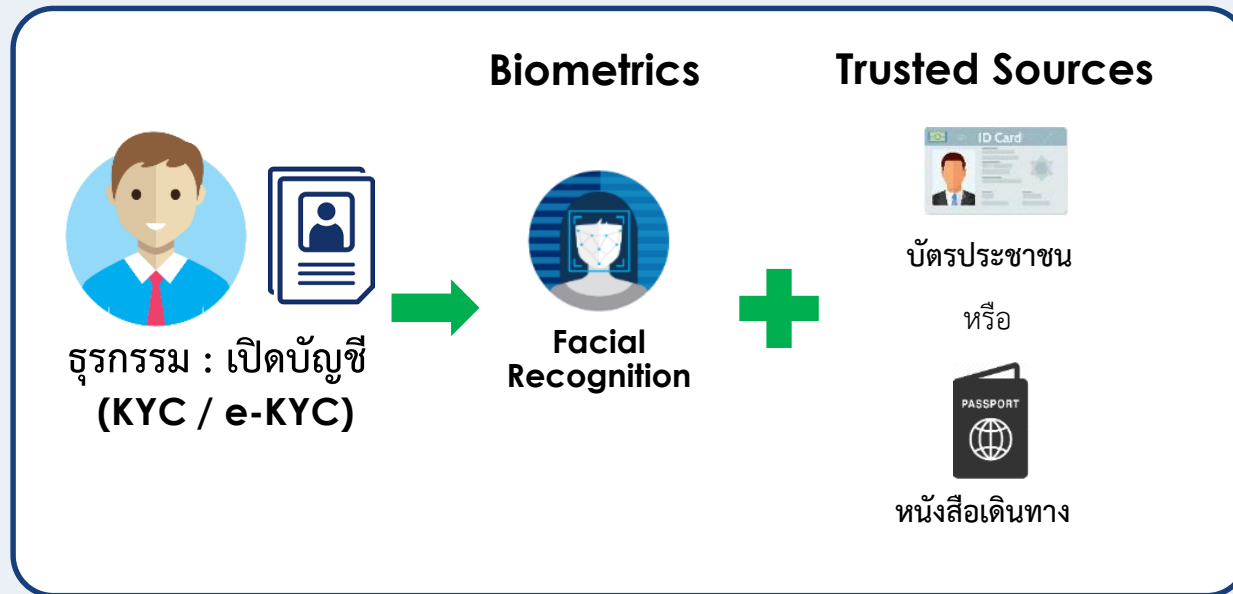 Biometrics
Trusted Sources
ID Card
บัตรประชาชน
หรือ
PASSPORT
หนังสือเดินทาง
Facial
Recognition
ธุรกรรม : เปิดบัญชี
(KYC / e-KYC)